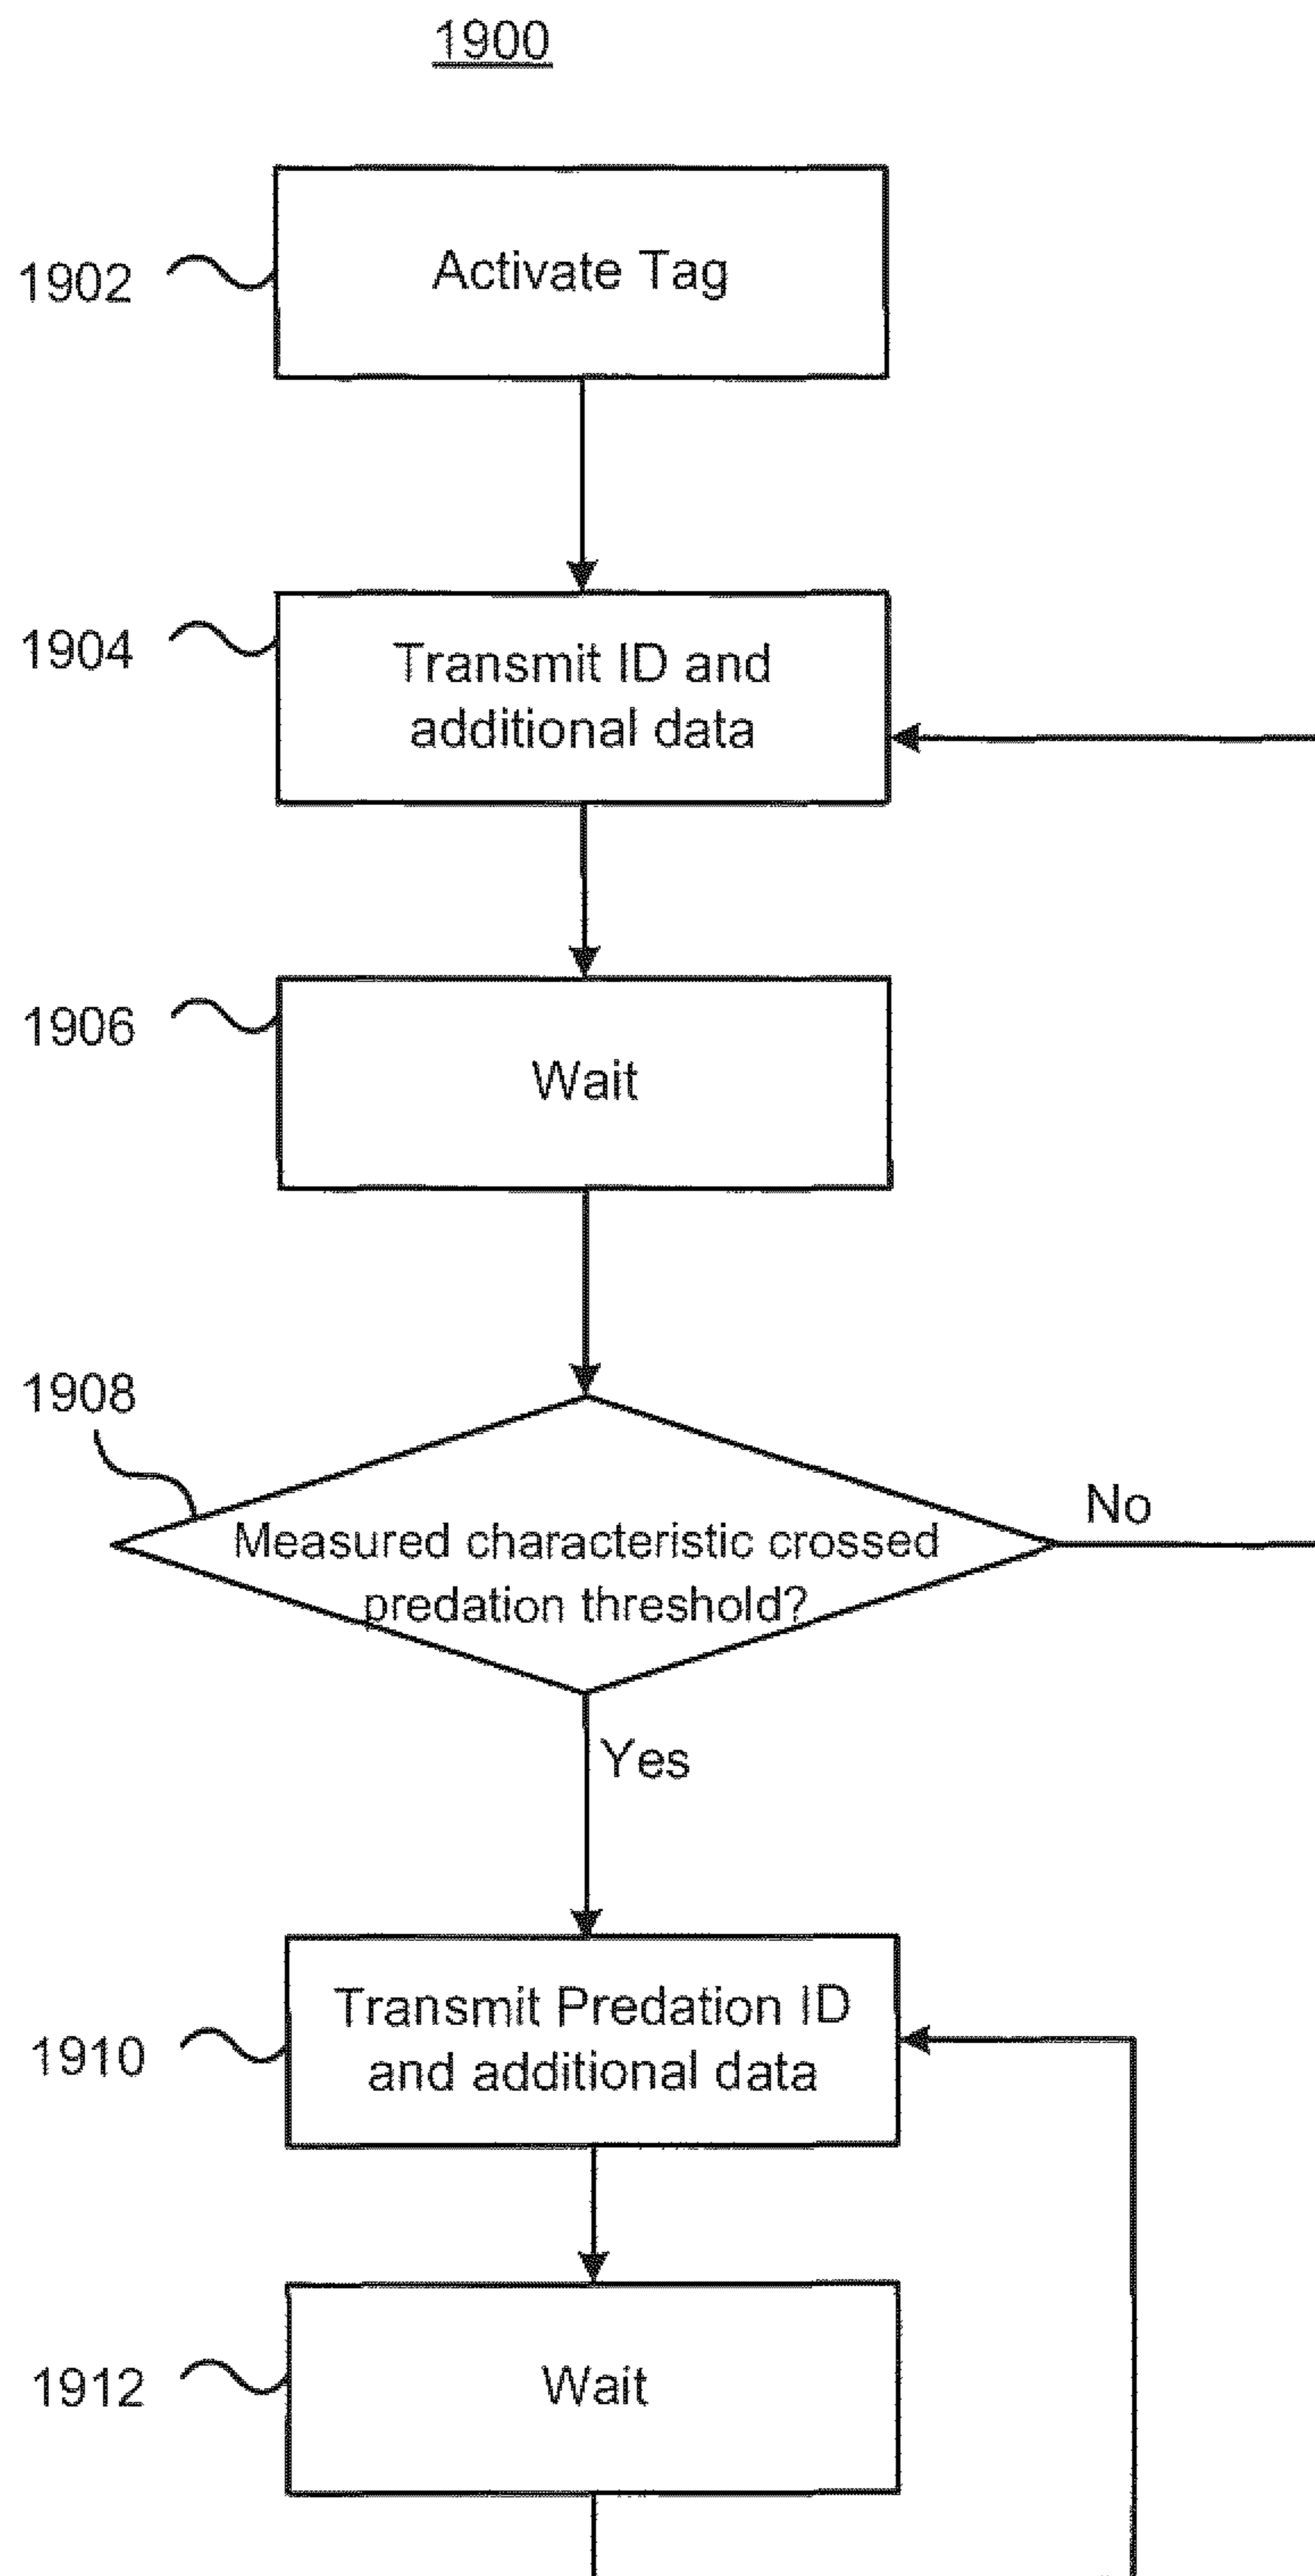 1900
1902
Activate Tag
1904
Transmit ID and
additional data
1906
Wait
1908
Measured characteristic crossed
predation threshold?
No
Yes
1910
Transmit Predation ID
and additional data
1912
Wait